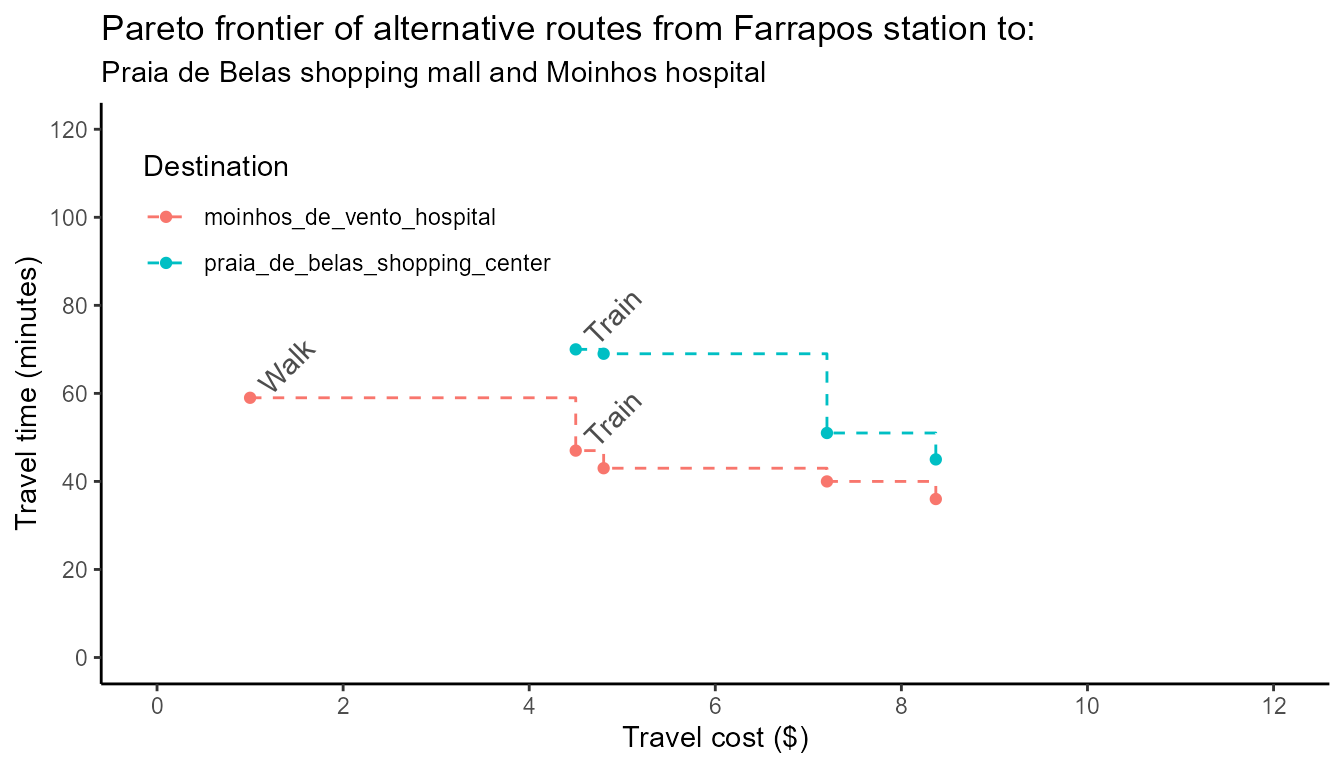 Pareto frontier of alternative routes from Farrapos station to:
Praia de Belas shopping mall and Moinhos hospital
120
100
80
60
40
20
0
Travel time (minutes)
Destination
moinhos_de_vento_hospital
praia_de_belas_shopping_center
Train
Walk
Train
0 2 4 6 8 10 12
Travel cost ($)